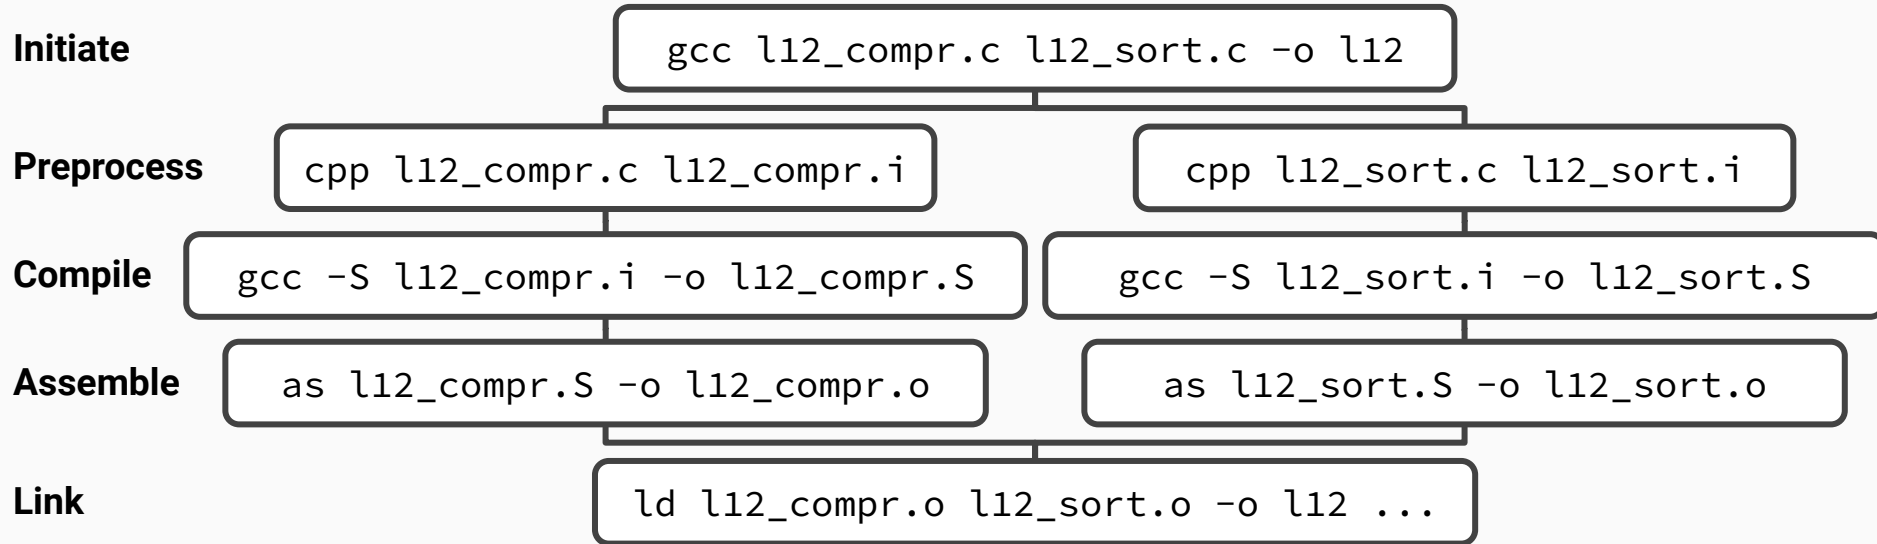 Initiate
gcc l12_compr.c l12_sort.c -o l12
Preprocess
cpp l12_compr.c l12_compr.i
cpp l12_sort.c l12_sort.i
Compile
gcc -S l12_compr.i -o l12_compr.S
gcc -S l12_sort.i -o l12_sort.S
Assemble
as l12_compr.S -o l12_compr.o
as l12_sort.S -o l12_sort.o
Link
ld l12_compr.o l12_sort.o -o l12 ...